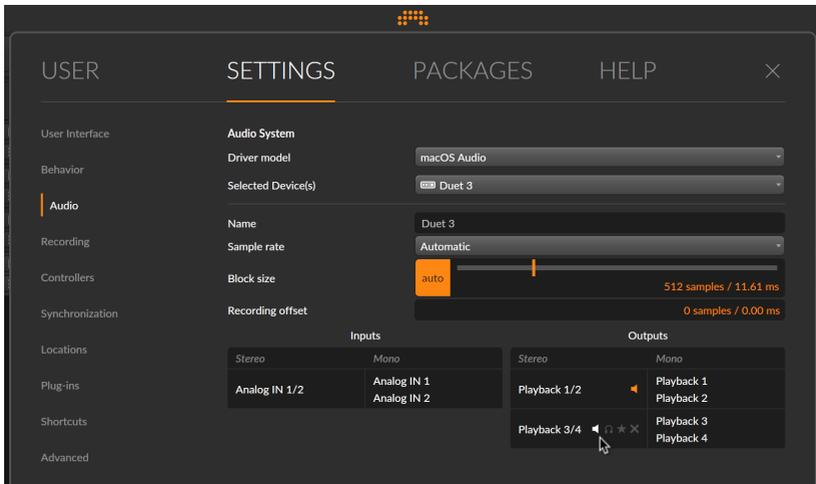 USER SETTINGS PACKAGES HELP
User Interface
Behavior
Audio
Recording
Controllers
Synchronization
Locations
Plug-ins
Shortcuts
Advanced
Audio System
Driver model macOS Audio
Selected Device(s) Duet 3
Name Duet 3
Sample rate Automatic
Block size auto 512 samples / 11.61 ms
Recording offset 0 samples / 0.00 ms
Inputs
Stereo Mono
Analog IN 1/2 Analog IN 1
Analog IN 2
Outputs
Stereo Mono
Playback 1/2 Playback 1
Playback 2
Playback 3/4 Playback 3
Playback 4